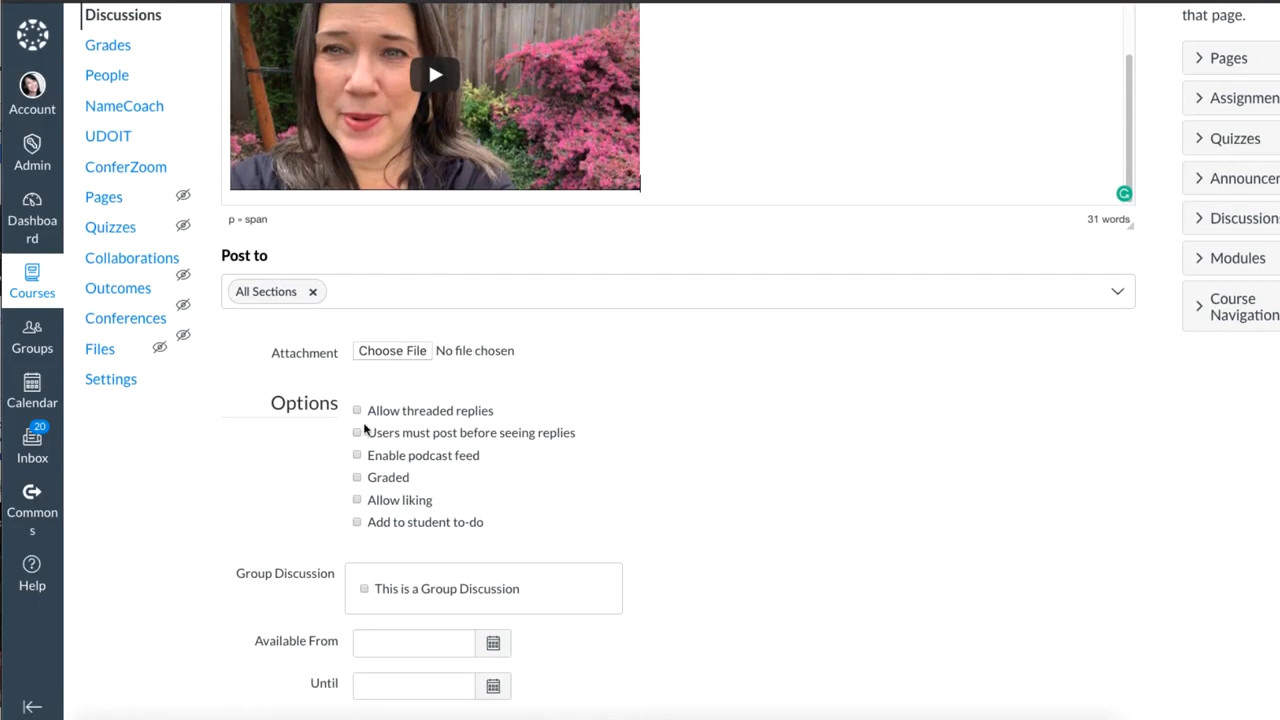 Discussions
Grades
People
NameCoach
UDOIT
ConferZoom
Pages
Quizzes
Collaborations
Outcomes
Conferences
Files
Settings
Account
Admin
Dashboa
rd
Courses
Groups
Calendar
20
Inbox
Common
s
Help
p » span
31 words
Post to
All Sections
Attachment
Choose File No file chosen
Options
Allow threaded replies
Users must post before seeing replies
Enable podcast feed
Graded
Allow liking
Add to student to-do
Group Discussion
This is a Group Discussion
Available From
Until
that page.
Pages
Assignmen
Quizzes
Announcer
Discussion
Modules
Course
Navigation